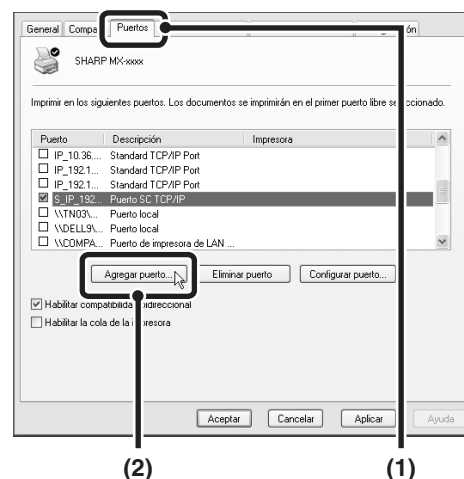 General Compa Puertos ón
SHARP MX-xxxx
Imprimir en los siguientes puertos. Los documentos se imprimirán en el primer puerto libre se ccionado.
Puerto Descripción Impresora
IP_10.36.... Standard TCP/IP Port
IP_192.1... Standard TCP/IP Port
IP_192.1... Standard TCP/IP Port
S_IP_192... Puerto SC TCP/IP
\\TN03\... Puerto local
\\DELL9\... Puerto local
\\COMPA... Puerto de impresora de LAN ...
Agregar puerto... Eliminar puerto Configurar puerto...
Habilitar compatibilidad bidireccional
Habilitar la cola de la impresora
Aceptar Cancelar Aplicar Ayuda
(2) (1)